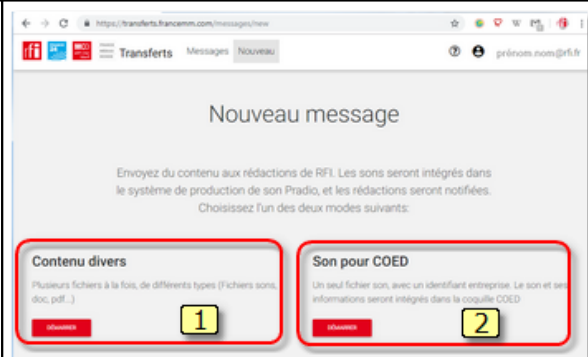 https://transferts.francemm.com/messages/new
rfi
Transferts Messages Nouveau
prénom.nom@rfi.fr
Nouveau message
Envoyez du contenu aux rédactions de RFI. Les sons seront intégrés dans
le système de production de son Pradio, et les rédactions seront notifiées.
Choisissez l'un des deux modes suivants:
Contenu divers
Plusieurs fichiers à la fois, de différents types (Fichiers sons,
doc, pdf...)
DÉMARRER
1
Son pour COED
Un seul fichier son, avec un identifiant entreprise. Le son et ses
informations seront intégrés dans la coquille COED
DÉMARRER
2